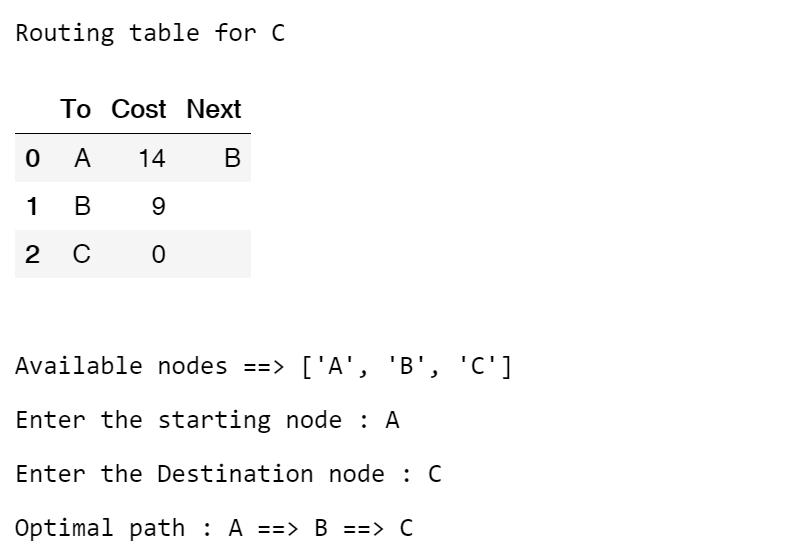 Routing table for C
To Cost Next
0 A 14 B
1 B 9
2 C 0
Available nodes ==> ['A', 'B', 'C']
Enter the starting node : A
Enter the Destination node : C
Optimal path : A ==> B ==> C